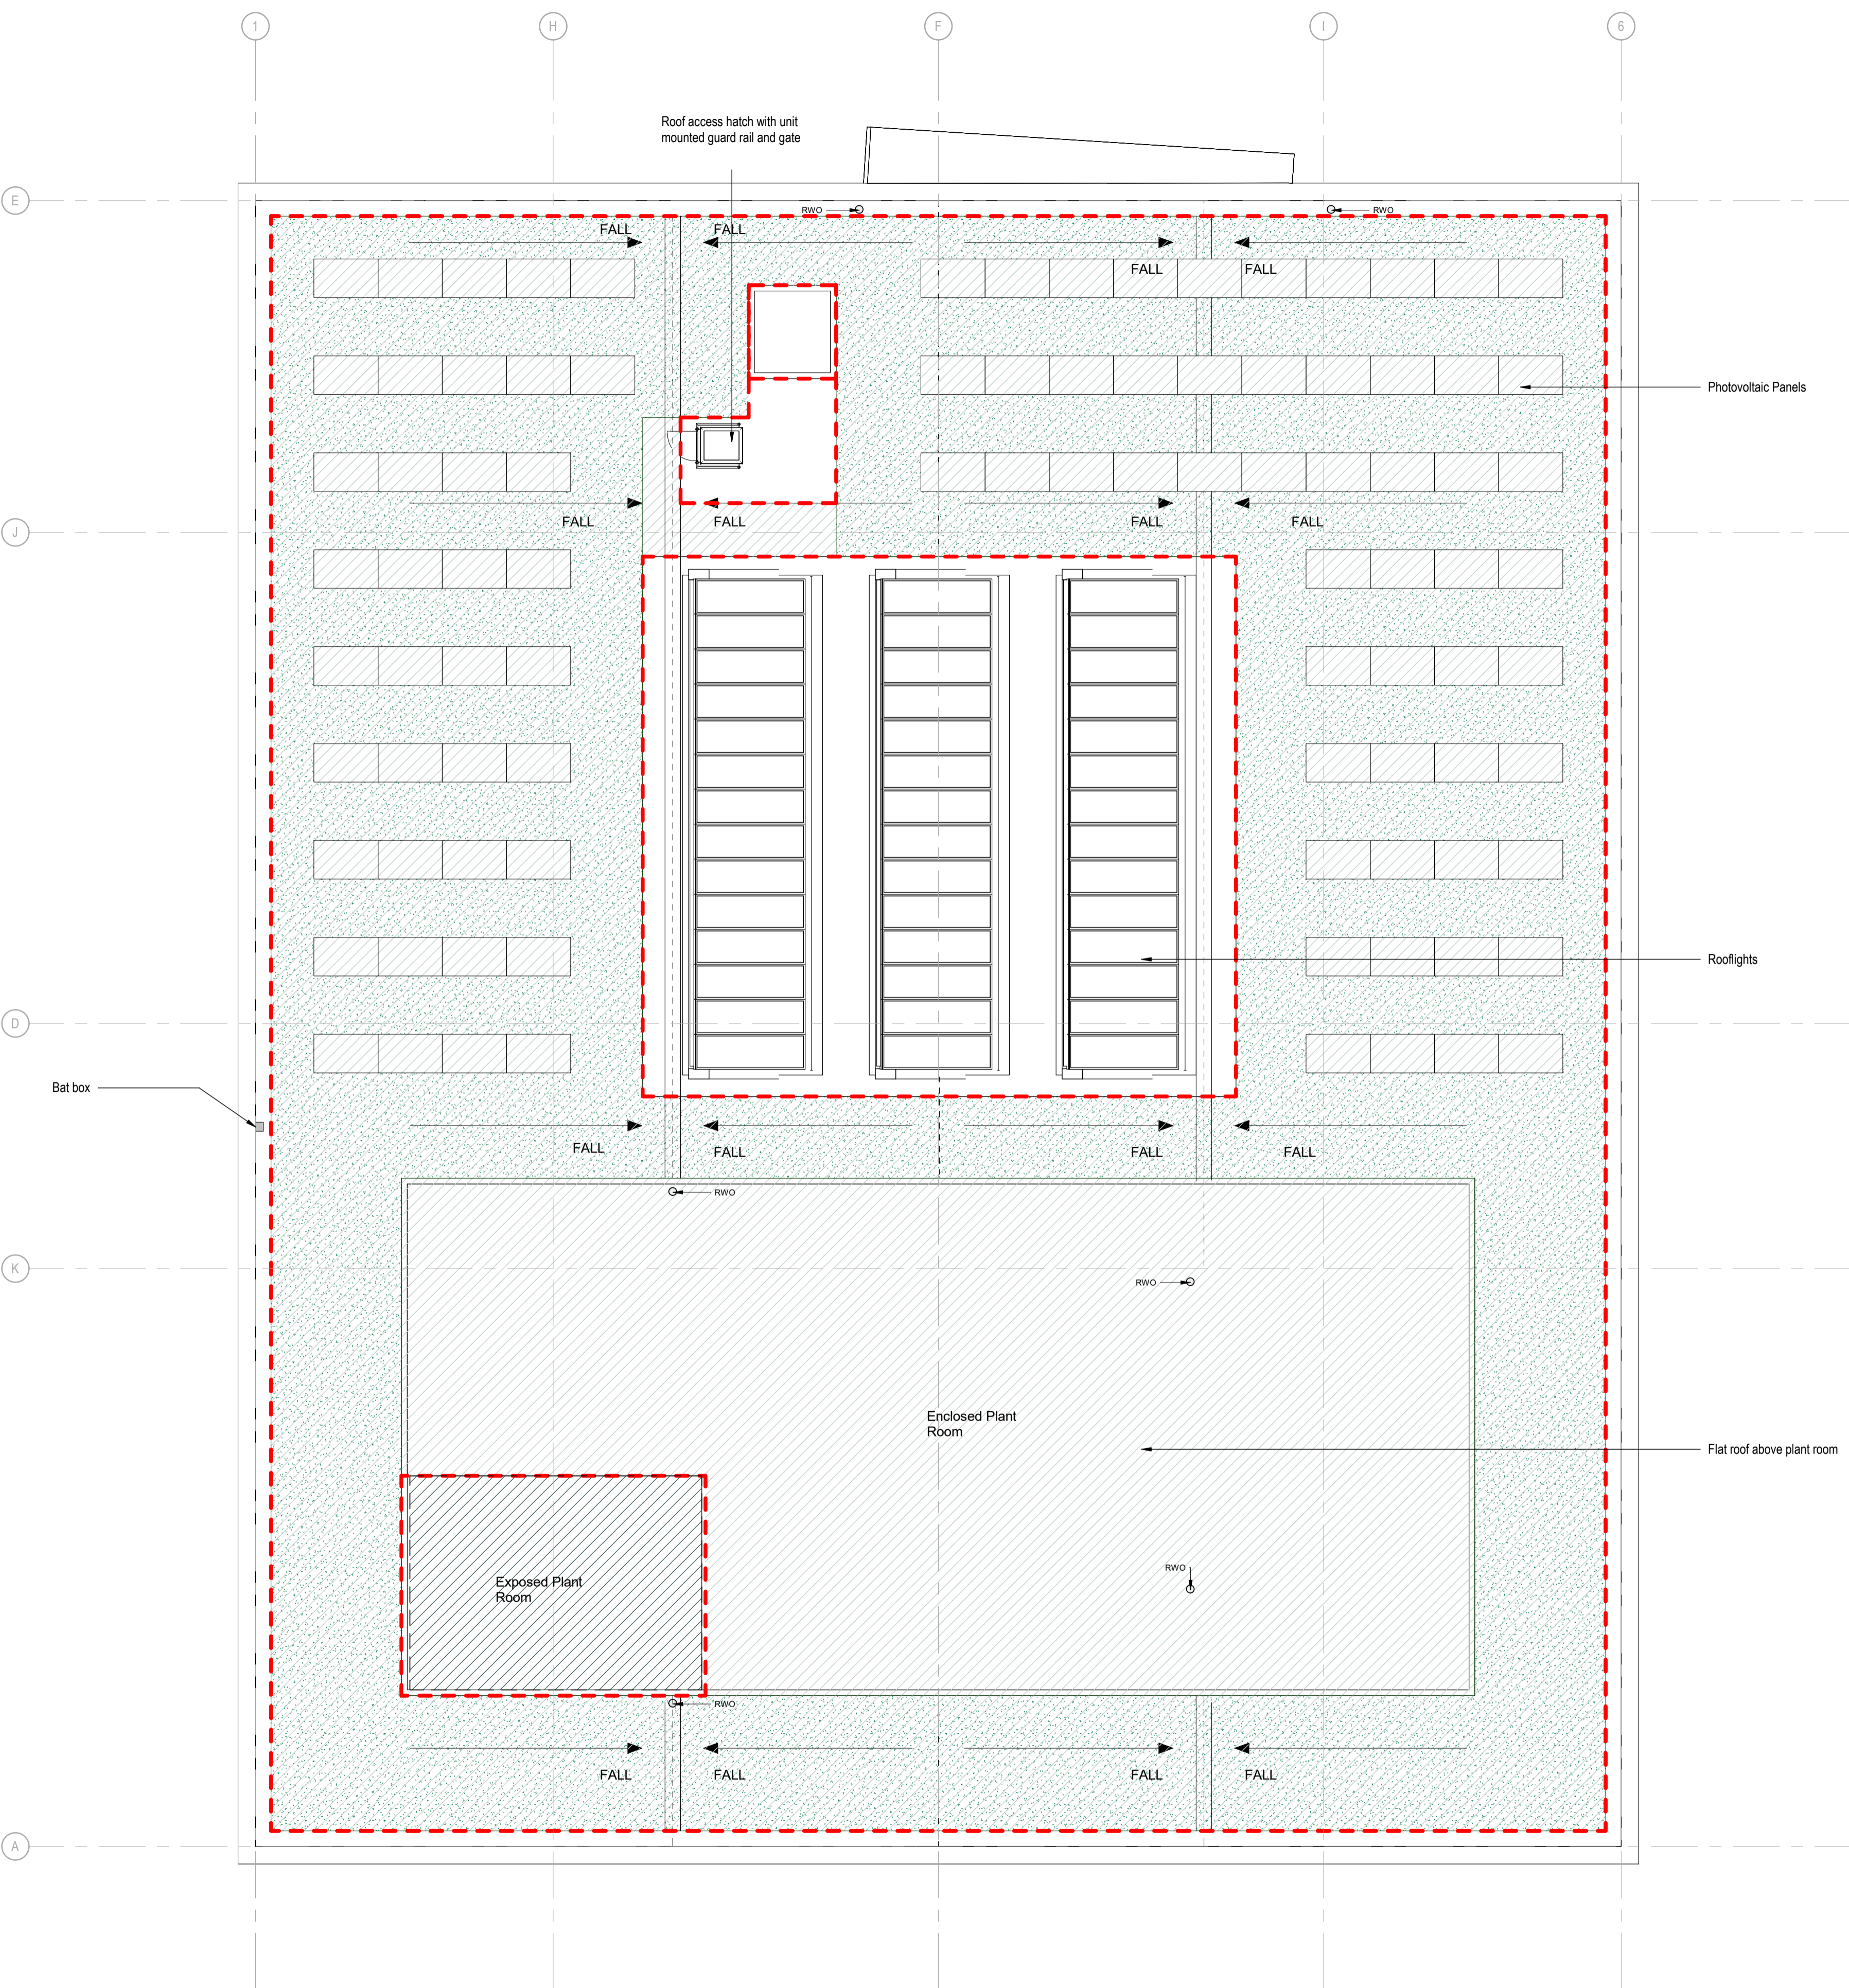 1
H
F
I
6
Roof access hatch with unit
mounted guard rail and gate
E
RWO
RWO
FALL
FALL
FALL
FALL
Photovoltaic Panels
FALL
FALL
FALL
FALL
J
Rooflights
D
Bat box
FALL
FALL
FALL
FALL
RWO
K
RWO
Enclosed Plant
Room
Flat roof above plant room
RWO
Exposed Plant
Room
RWO
FALL
FALL
FALL
FALL
A